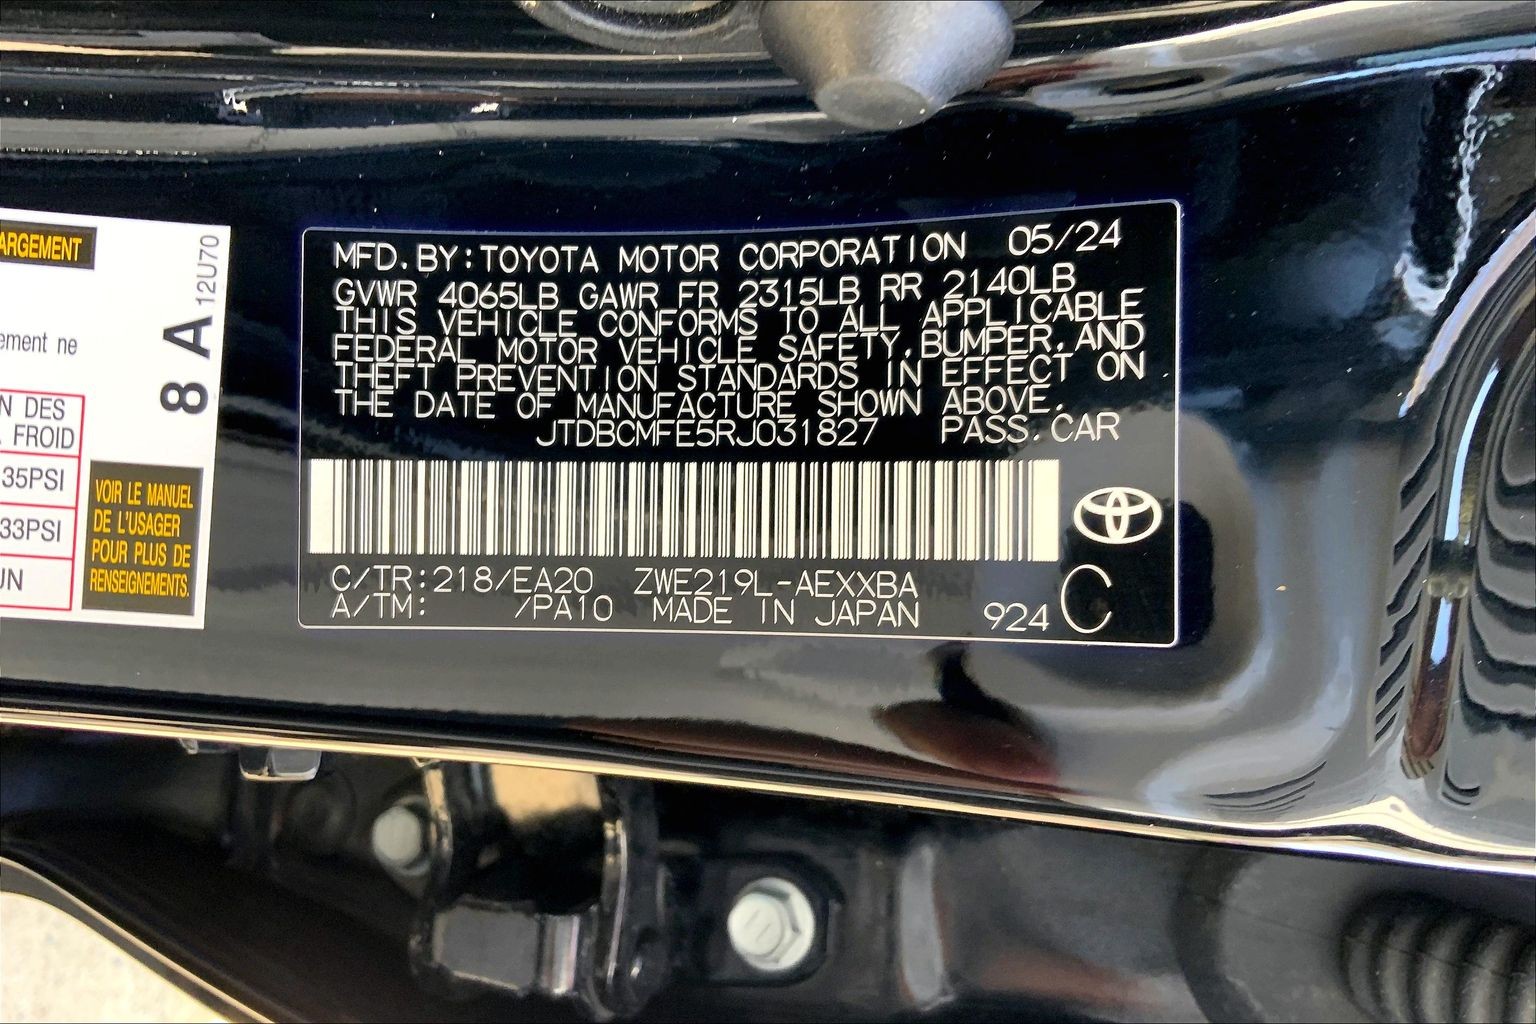 ARGEMENT
ement ne
N DES
FROID
35PSI
33PSI
UN
VOIR LE MANUEL
DE L'USAGER
POUR PLUS DE
RENSEIGNEMENTS.
8 A 12U70
MFD. BY: TOYOTA MOTOR CORPORATION 05/24
GVWR 4065LB GAWR FR 2315LB RR 2140LB
THIS VEHICLE CONFORMS TO ALL APPLICABLE
FEDERAL MOTOR VEHICLE SAFETY, BUMPER, AND
THEFT PREVENTION STANDARDS IN EFFECT ON
THE DATE OF MANUFACTURE SHOWN ABOVE.
JTDBCMFE5RJ031827 PASS. CAR
C/TR: 218/EA20 ZWE219L-AEXXBA
A/TM: /PA10 MADE IN JAPAN 924 C